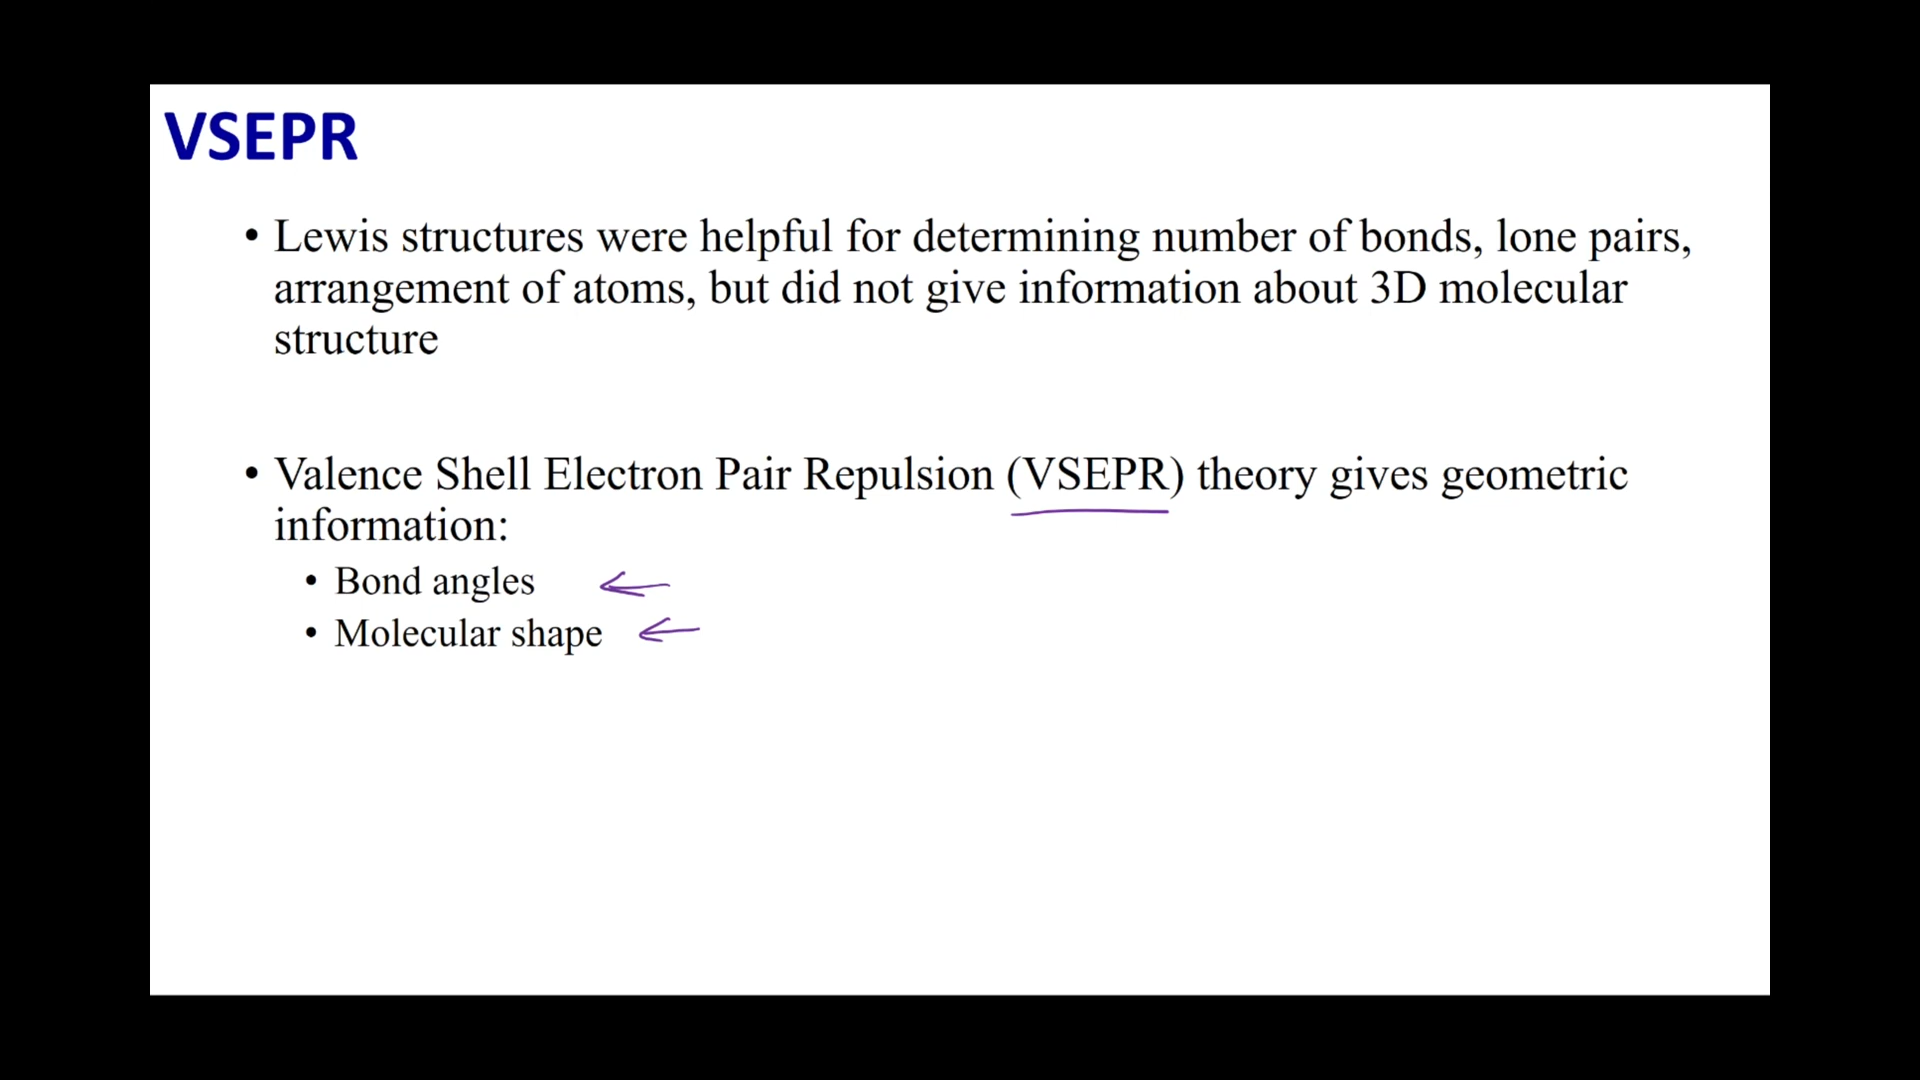 VSEPR
• Lewis structures were helpful for determining number of bonds, lone pairs,
arrangement of atoms, but did not give information about 3D molecular
structure
• Valence Shell Electron Pair Repulsion (VSEPR) theory gives geometric
information:
• Bond angles
• Molecular shape